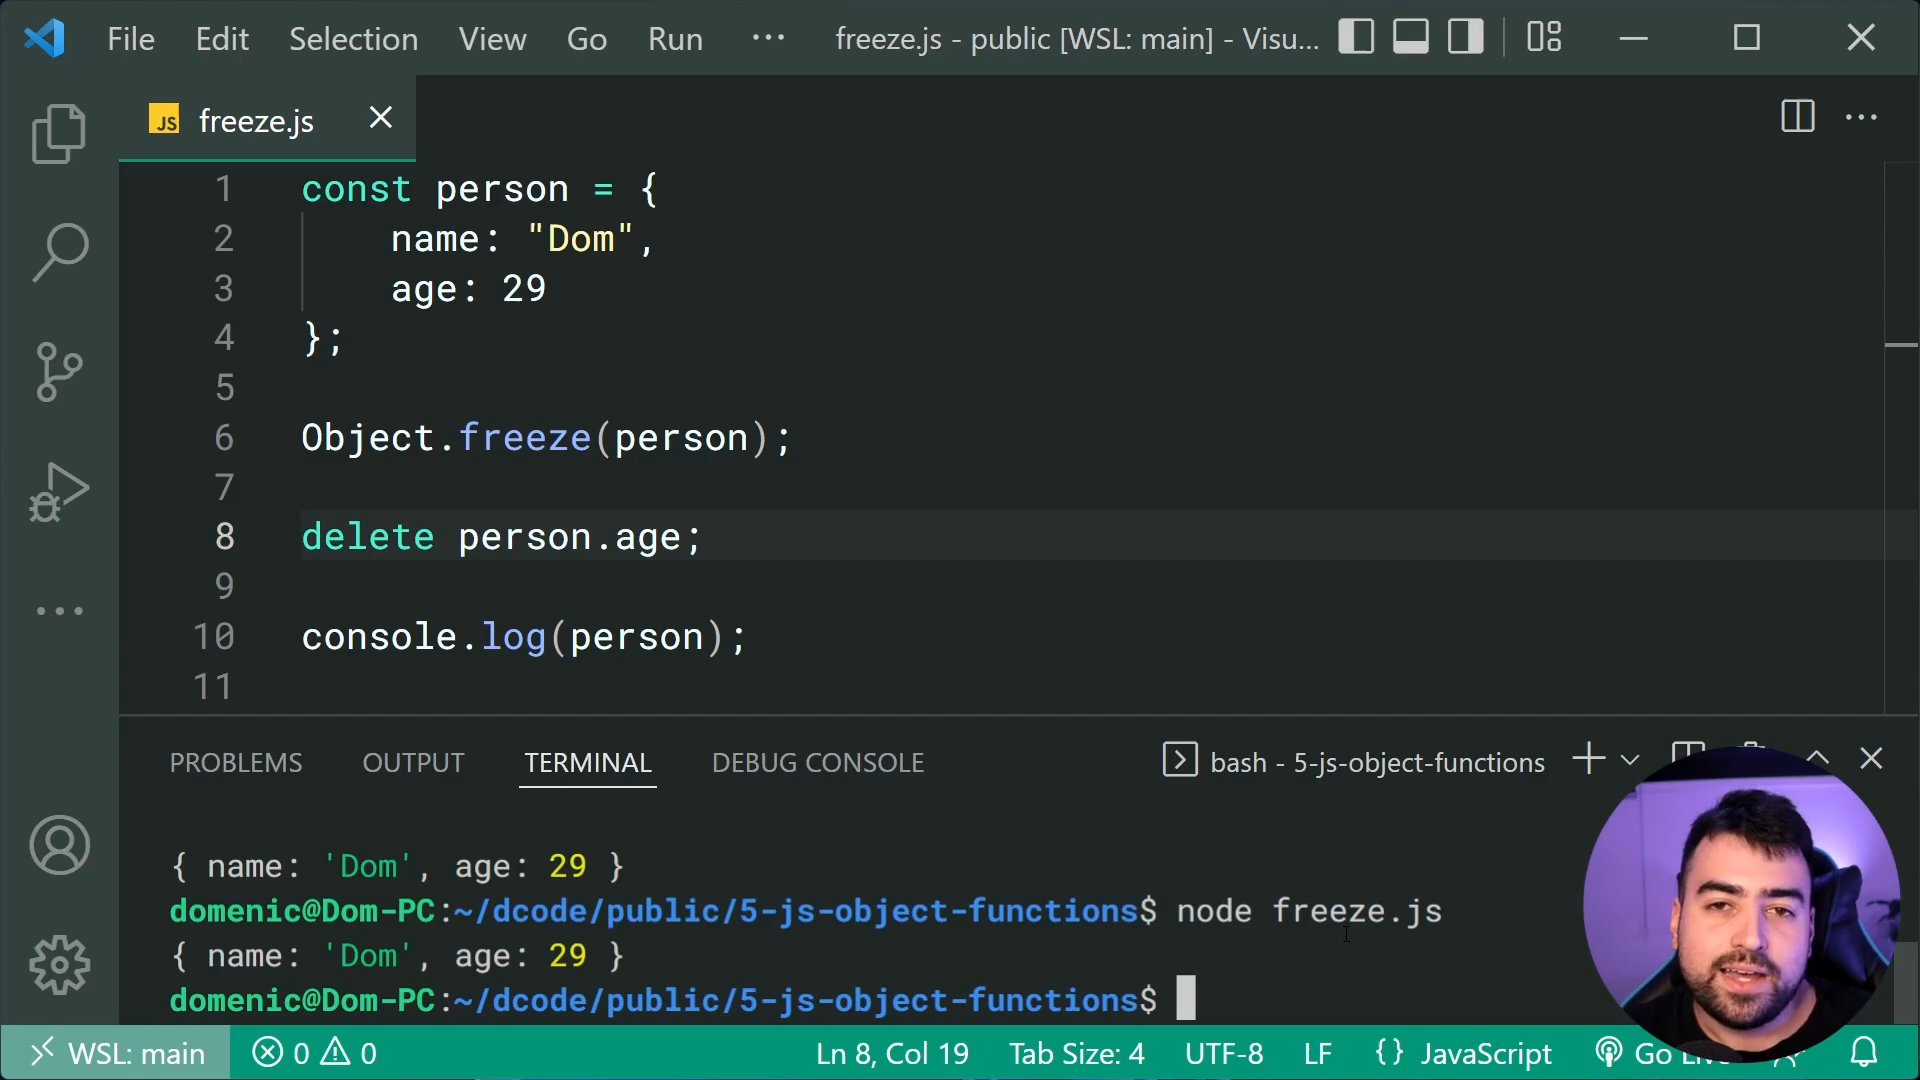 File Edit Selection View Go Run ··· freeze.js - public [WSL: main] - Visu...
JS freeze.js
1 const person = {
2 name: "Dom",
3 age: 29
4 };
5
6 Object.freeze(person);
7
8 delete person.age;
9
10 console.log(person);
11
PROBLEMS OUTPUT TERMINAL DEBUG CONSOLE bash - 5-js-object-functions
{ name: 'Dom', age: 29 }
domenic@Dom-PC:~/dcode/public/5-js-object-functions$ node freeze.js
{ name: 'Dom', age: 29 }
domenic@Dom-PC:~/dcode/public/5-js-object-functions$
WSL: main 0 0 Ln 8, Col 19 Tab Size: 4 UTF-8 LF {} JavaScript Go